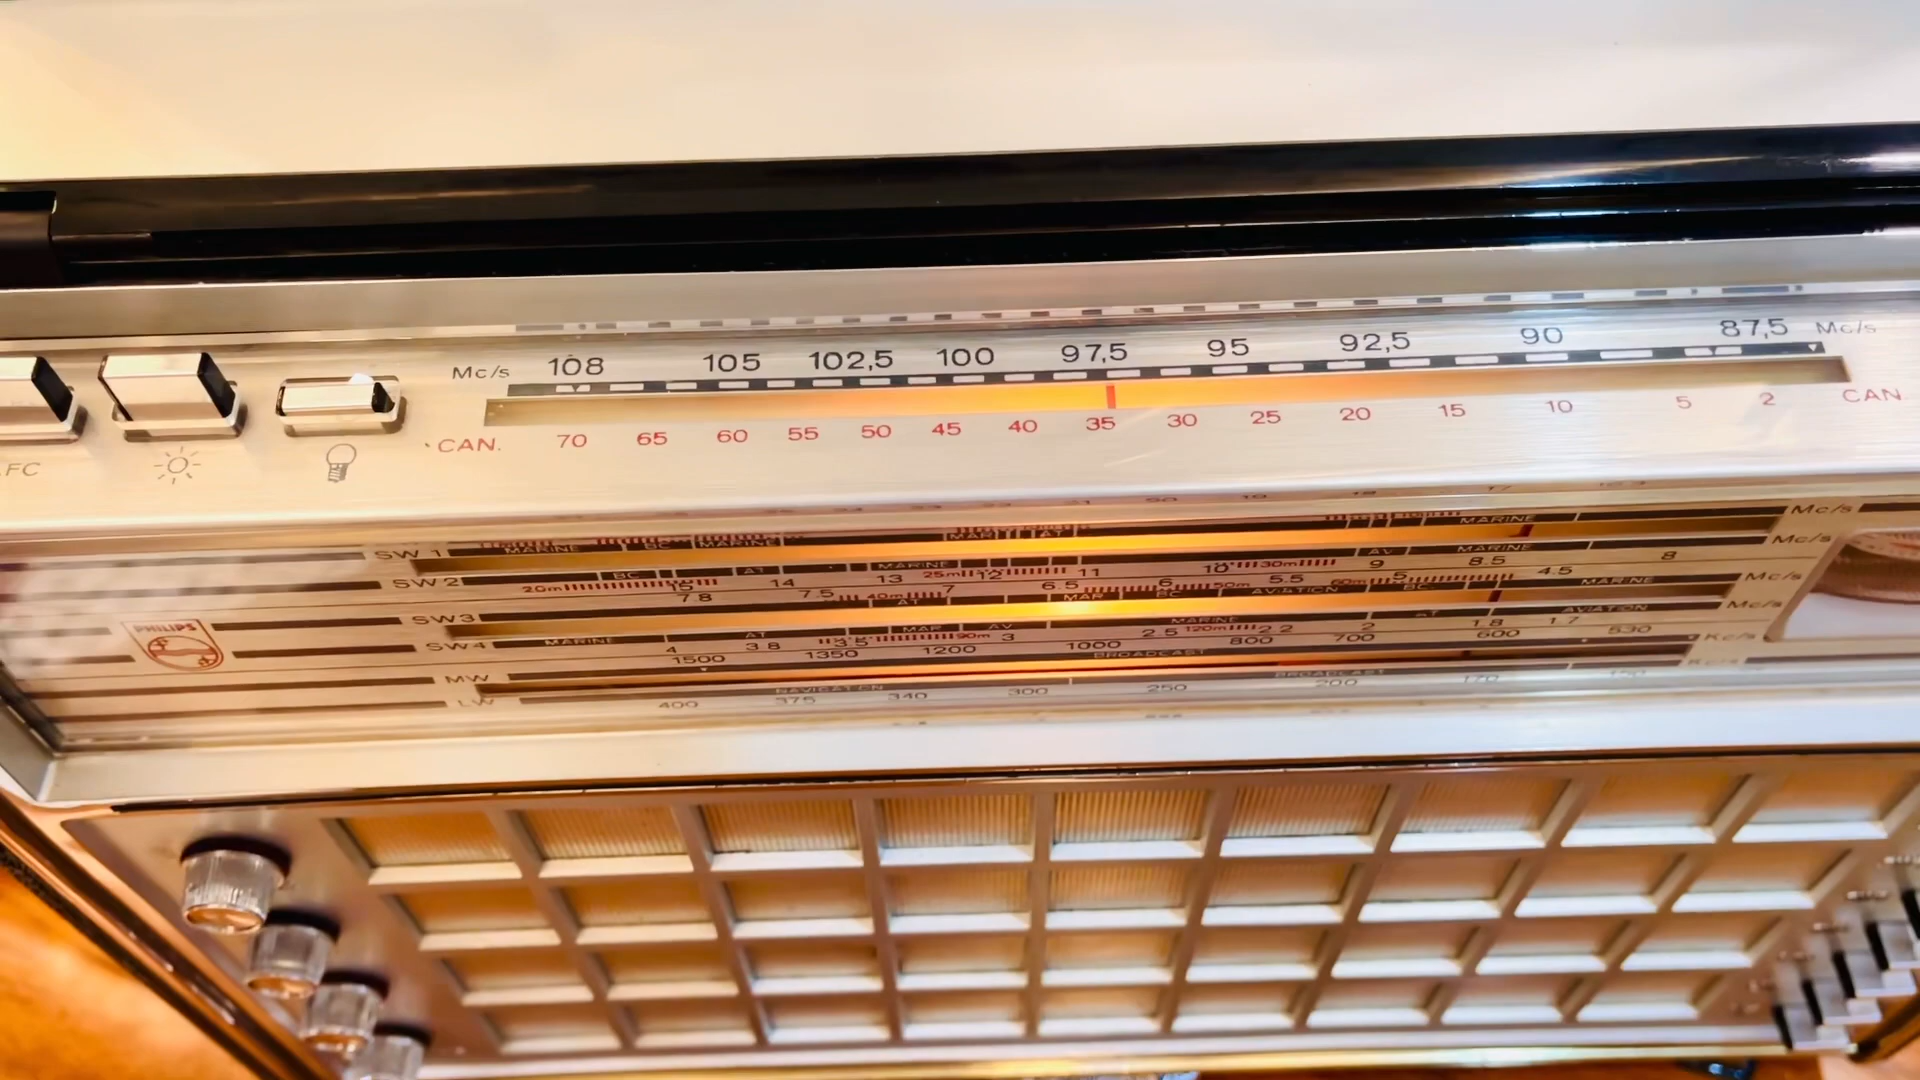 Mc/s 108 105 102,5 100 97,5 95 92,5 90 87,5 Mc/s
CAN. 70 65 60 55 50 45 40 35 30 25 20 15 10 5 2 CAN.
FC
MARINE BC MARINE MAR AT MARINE Mc/s
SW 1
BC AT MARINE AV MARINE 8 Mc/s
SW2 20m 15 14 13 25m 12 11 10 30m 9 8.5
7.8 7.5 40m 7 6.5 6 50m 5.5 60m 5 4.5
AT MAR BC AVIATION BC MARINE Mc/s
SW3
MARINE AT MAR AV MARINE AT AVIATION Mc/s
SW4 4 3.8 3.5 90m 3 2.5 120m 2.2 2 1.8 1.7
1500 1350 1200 1000 800 700 600 530 Kc/s
PHILIPS
MW BROADCAST
LW NAVIGATION BROADCAST
400 375 340 300 250 200